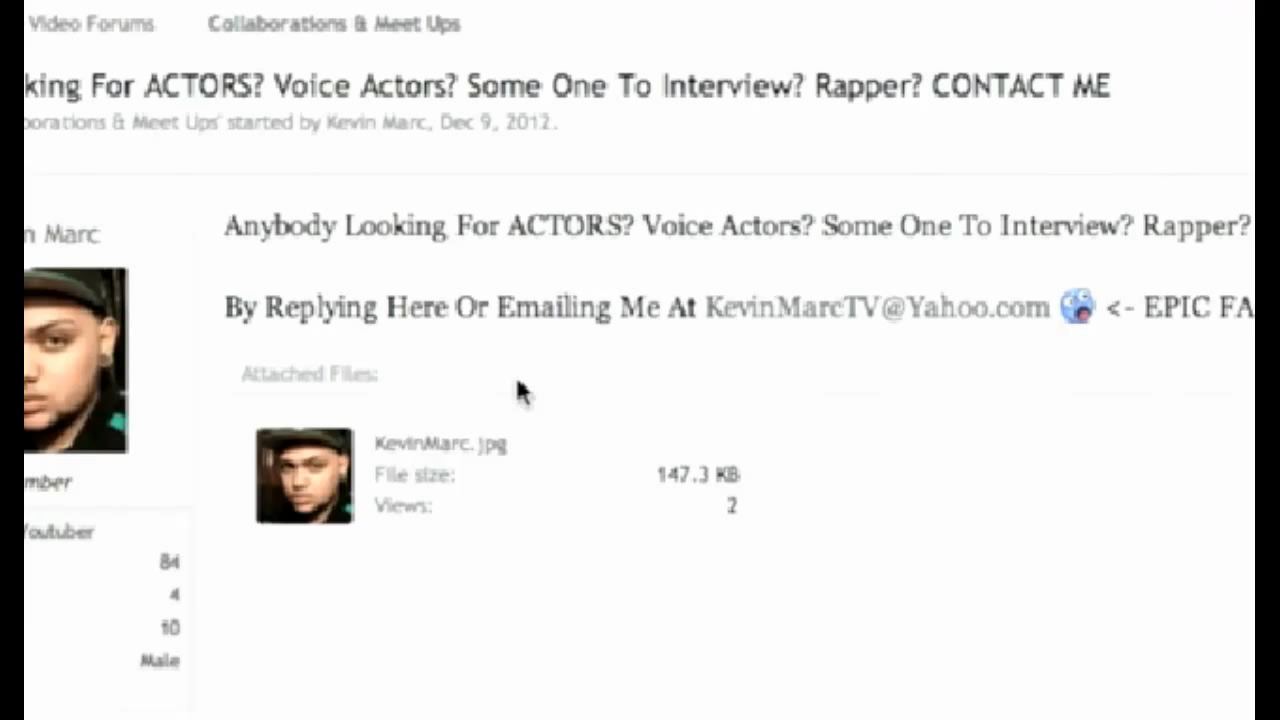 Video Forums Collaborations & Meet Ups
king For ACTORS? Voice Actors? Some One To Interview? Rapper? CONTACT ME
borations & Meet Ups' started by Kevin Marc, Dec 9, 2012.
n Marc
Anybody Looking For ACTORS? Voice Actors? Some One To Interview? Rapper?
By Replying Here Or Emailing Me At KevinMarcTV@Yahoo.com <- EPIC FA
Attached Files:
KevinMarc.jpg
File size: 147.3 KB
Views: 2
mber
Youtuber
84
4
10
Male